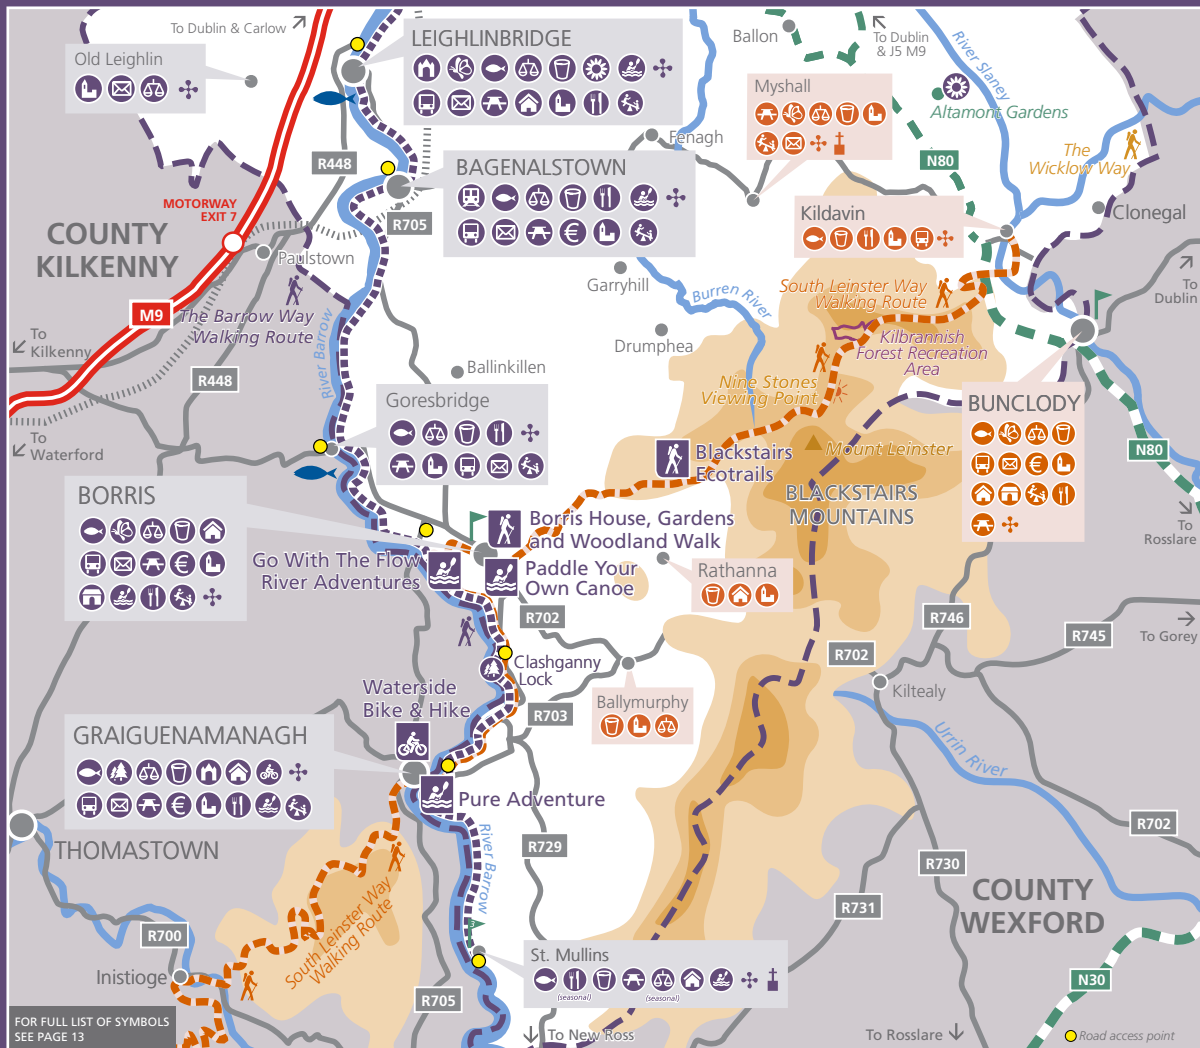 To Dublin & Carlow
Old Leighlin
LEIGHLINBRIDGE
Ballon
To Dublin
& J5 M9
River Slaney
Altamont Gardens
Myshall
Fenagh
N80
The
Wicklow Way
R448
BAGENALSTOWN
MOTORWAY
EXIT 7
R705
Kildavin
Clonegal
COUNTY
KILKENNY
Paulstown
Garryhill
Burren River
South Leinster Way
Walking Route
To
Dublin
M9
The Barrow Way
Walking Route
River Barrow
To
Kilkenny
Drumphea
Kilbrannish
Forest Recreation
Area
R448
Ballinkillen
Nine Stones
Viewing Point
Goresbridge
BUNCLODY
To
Waterford
Blackstairs
Ecotrails
Mount Leinster
N80
BORRIS
BLACKSTAIRS
MOUNTAINS
To
Rosslare
Borris House, Gardens
and Woodland Walk
Go With The Flow
River Adventures
Paddle Your
Own Canoe
Rathanna
R702
R746
R745
To Gorey
Clashganny
Lock
R702
Kiltealy
Waterside
Bike & Hike
Ballymurphy
R703
GRAIGUENAMANAGH
Urrin River
Pure Adventure
R702
THOMASTOWN
River Barrow
R729
R730
COUNTY
WEXFORD
South Leinster Way
Walking Route
R731
R700
St. Mullins
(seasonal)
(seasonal)
Inistioge
R705
N30
FOR FULL LIST OF SYMBOLS
SEE PAGE 13
To New Ross
To Rosslare
Road access point